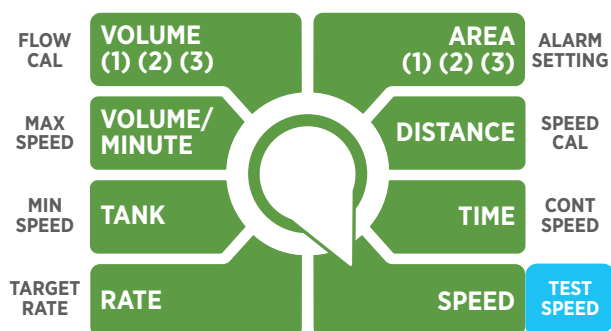 FLOW
CAL
VOLUME
(1) (2) (3)
AREA
(1) (2) (3)
ALARM
SETTING
MAX
SPEED
VOLUME/
MINUTE
DISTANCE
SPEED
CAL
MIN
SPEED
TANK
TIME
CONT
SPEED
TARGET
RATE
RATE
SPEED
TEST
SPEED